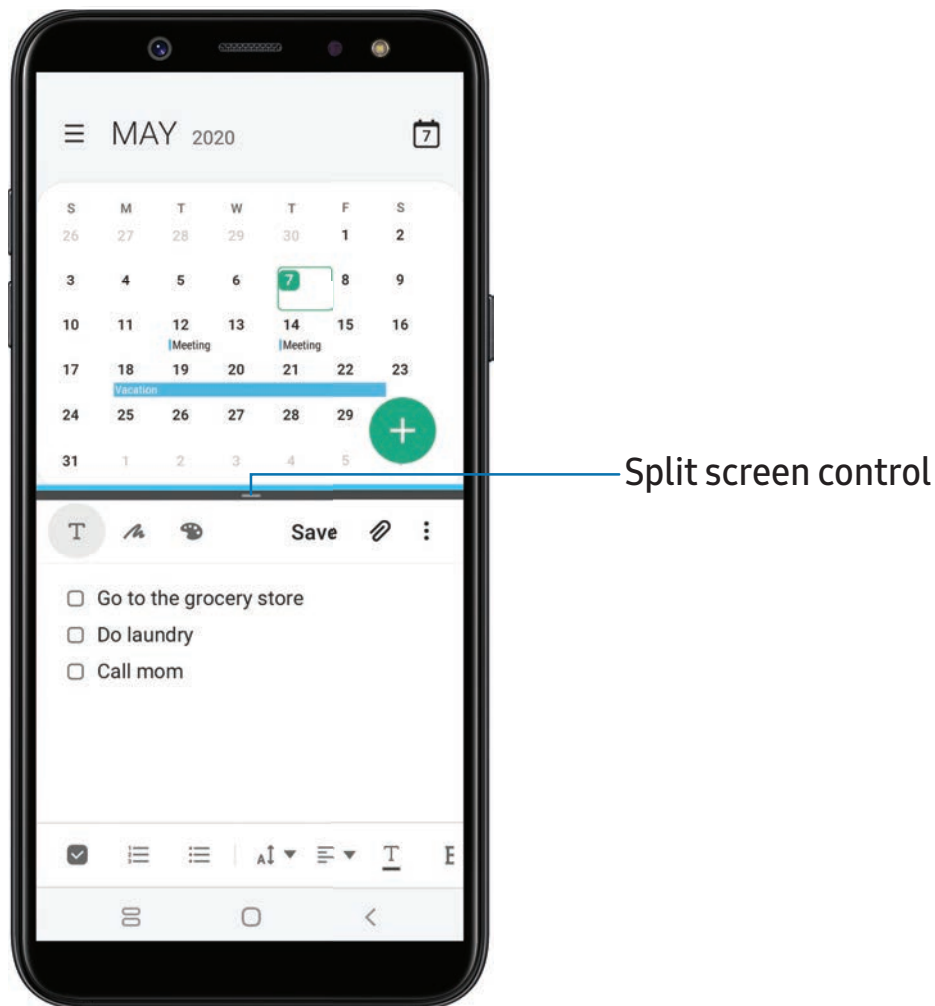 MAY 2020
7
S M T W T F S
26 27 28 29 30 1 2
3 4 5 6 7 8 9
10 11 12 13 14 15 16
Meeting Meeting
17 18 19 20 21 22 23
Vacation
24 25 26 27 28 29
31 1 2 3 4 5
Split screen control
T Save
Go to the grocery store
Do laundry
Call mom
A T